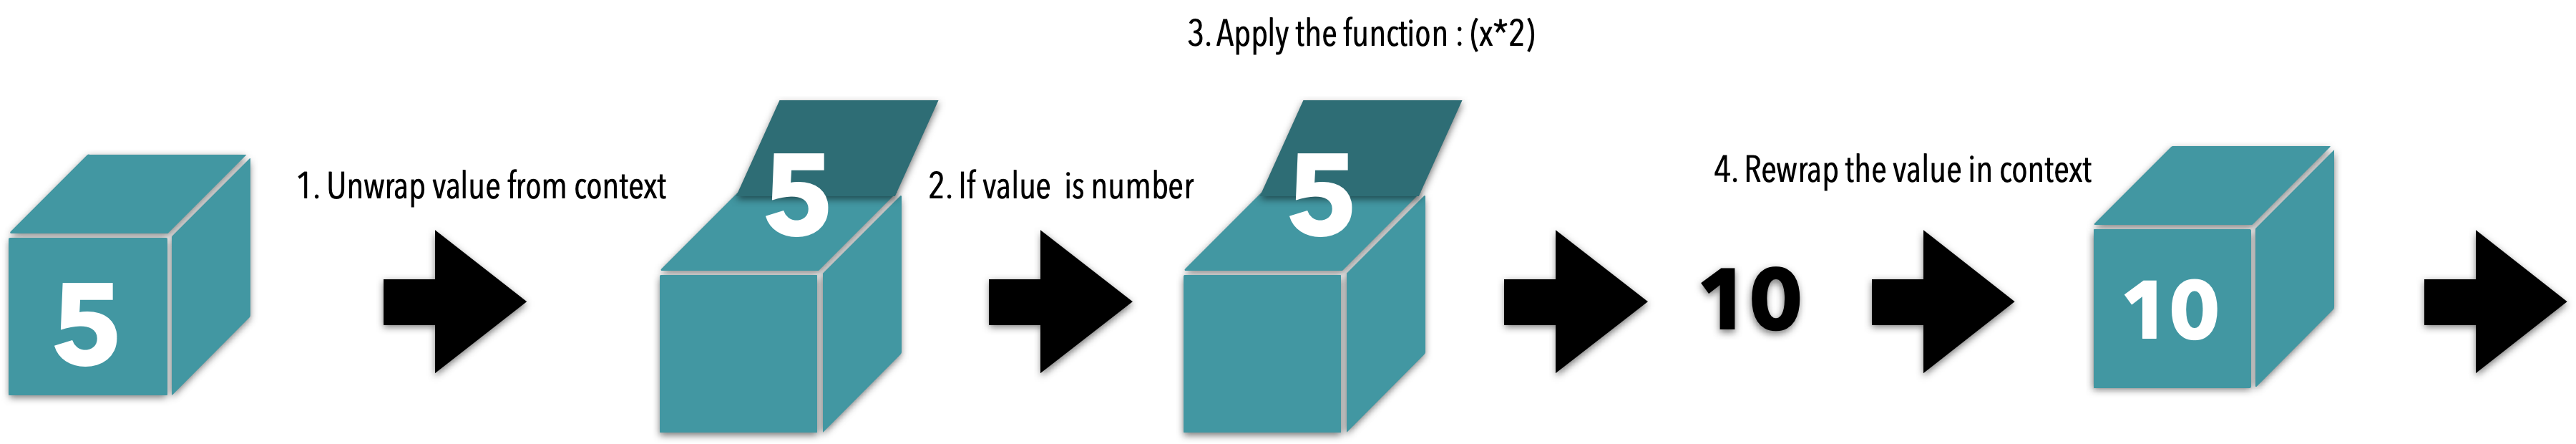 3. Apply the function : (x*2)
1. Unwrap value from context
2. If value  is number
4. Rewrap the value in context
5
5
5
10
10